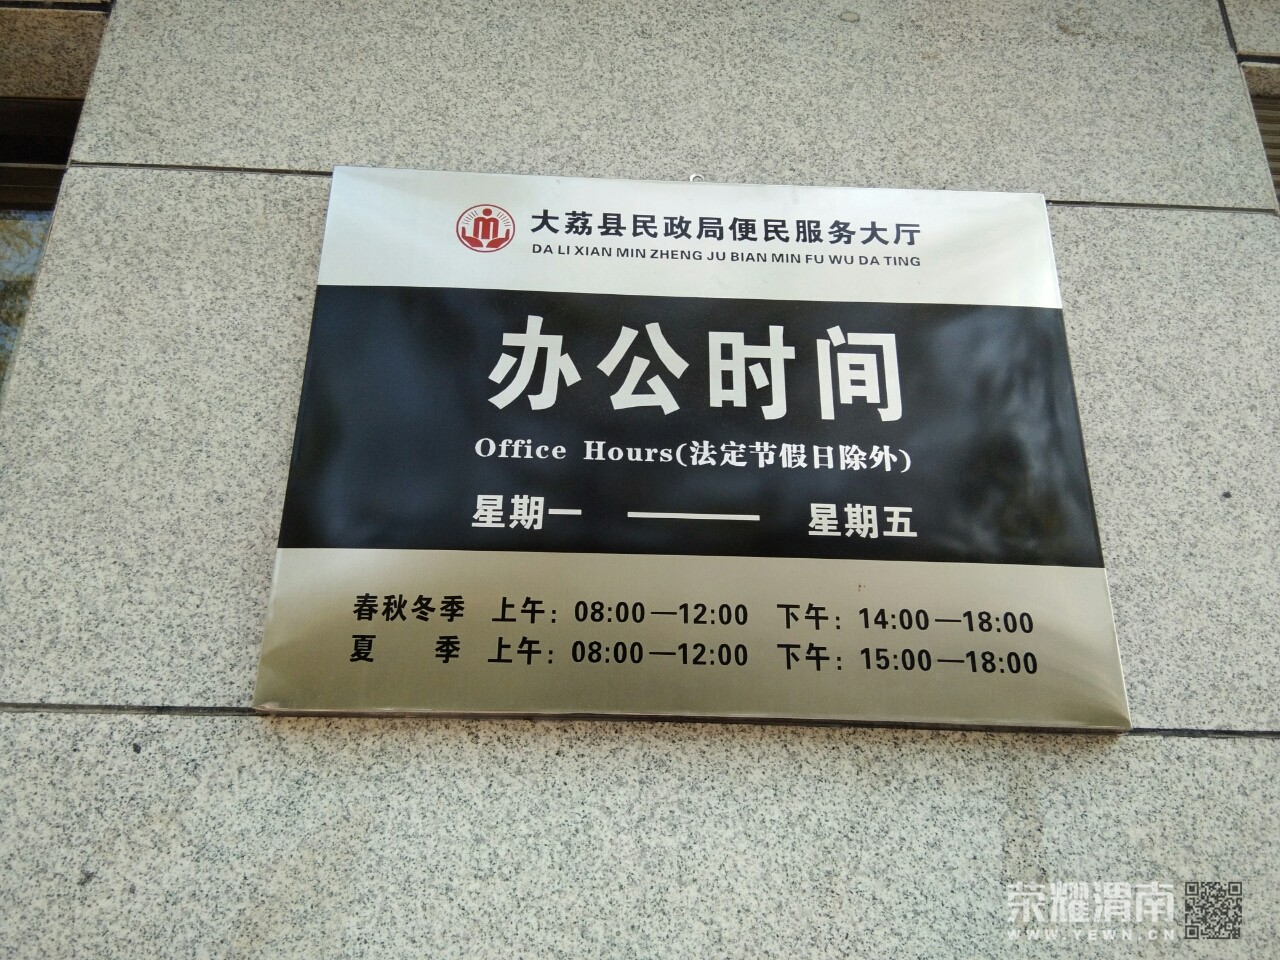 大荔县民政局便民服务大厅
DA LI XIAN MIN ZHENG JU BIAN MIN FU WU DA TING
办公时间
Office Hours(法定节假日除外)
星期一 —— 星期五
春秋冬季 上午: 08:00—12:00 下午: 14:00—18:00
夏 季 上午: 08:00—12:00 下午: 15:00—18:00
荣耀渭南
WWW.YEWN.CN